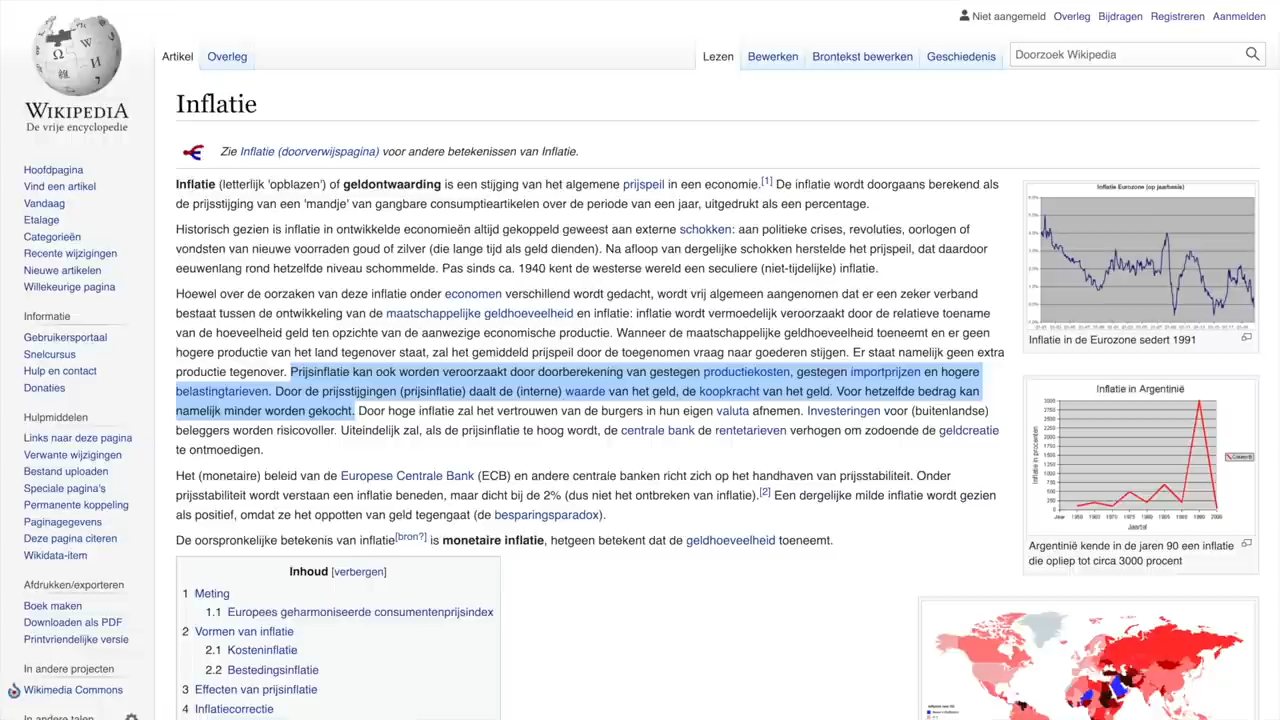 Niet aangemeld Overleg Bijdragen Registreren Aanmelden
Artikel Overleg Lezen Bewerken Brontekst bewerken Geschiedenis Doorzoek Wikipedia
WIKIPEDIA
De vrije encyclopedie
Hoofdpagina
Vind een artikel
Vandaag
Etalage
Categorieën
Recente wijzigingen
Nieuwe artikelen
Willekeurige pagina
Informatie
Gebruikersportaal
Snelcursus
Hulp en contact
Donaties
Hulpmiddelen
Links naar deze pagina
Verwante wijzigingen
Bestand uploaden
Speciale pagina's
Permanente koppeling
Paginagegevens
Deze pagina citeren
Wikidata-item
Afdrukken/exporteren
Boek maken
Downloaden als PDF
Printvriendelijke versie
In andere projecten
Wikimedia Commons
In andere talen
Inflatie
Zie Inflatie (doorverwijspagina) voor andere betekenissen van Inflatie.
Inflatie (letterlijk 'opblazen') of geldontwaarding is een stijging van het algemene prijspeil in een economie.[1] De inflatie wordt doorgaans berekend als
de prijsstijging van een 'mandje' van gangbare consumptieartikelen over de periode van een jaar, uitgedrukt als een percentage.
Historisch gezien is inflatie in ontwikkelde economieën altijd gekoppeld geweest aan externe schokken: aan politieke crises, revoluties, oorlogen of
vondsten van nieuwe voorraden goud of zilver (die lange tijd als geld dienden). Na afloop van dergelijke schokken herstelde het prijspeil, dat daardoor
eeuwenlang rond hetzelfde niveau schommelde. Pas sinds ca. 1940 kent de westerse wereld een seculiere (niet-tijdelijke) inflatie.
Hoewel over de oorzaken van deze inflatie onder economen verschillend wordt gedacht, wordt vrij algemeen aangenomen dat er een zeker verband
bestaat tussen de ontwikkeling van de maatschappelijke geldhoeveelheid en inflatie: inflatie wordt vermoedelijk veroorzaakt door de relatieve toename
van de hoeveelheid geld ten opzichte van de aanwezige economische productie. Wanneer de maatschappelijke geldhoeveelheid toeneemt en er geen
hogere productie van het land tegenover staat, zal het gemiddeld prijspeil door de toegenomen vraag naar goederen stijgen. Er staat namelijk geen extra
productie tegenover. Prijsinflatie kan ook worden veroorzaakt door doorberekening van gestegen productiekosten, gestegen importprijzen en hogere
belastingtarieven. Door de prijsstijgingen (prijsinflatie) daalt de (interne) waarde van het geld, de koopkracht van het geld. Voor hetzelfde bedrag kan
namelijk minder worden gekocht. Door hoge inflatie zal het vertrouwen van de burgers in hun eigen valuta afnemen. Investeringen voor (buitenlandse)
beleggers worden risicovoller. Uiteindelijk zal, als de prijsinflatie te hoog wordt, de centrale bank de rentetarieven verhogen om zodoende de geldcreatie
te ontmoedigen.
Het (monetaire) beleid van de Europese Centrale Bank (ECB) en andere centrale banken richt zich op het handhaven van prijsstabiliteit. Onder
prijsstabiliteit wordt verstaan een inflatie beneden, maar dicht bij de 2% (dus niet het ontbreken van inflatie).[2] Een dergelijke milde inflatie wordt gezien
als positief, omdat ze het oppotten van geld tegengaat (de besparingsparadox).
De oorspronkelijke betekenis van inflatie[bron?] is monetaire inflatie, hetgeen betekent dat de geldhoeveelheid toeneemt.
Inhoud [verbergen]
1 Meting
1.1 Europees geharmoniseerde consumentenprijsindex
2 Vormen van inflatie
2.1 Kosteninflatie
2.2 Bestedingsinflatie
3 Effecten van prijsinflatie
4 Inflatiecorrectie
Inflatie Eurozone (op jaarbasis)
Inflatie in de Eurozone sedert 1991
Inflatie in Argentinië
Inflatie in procenten
3000
2750
2500
2250
2000
1750
1500
1250
1000
750
500
250
0
Jaartal
Argentinië kende in de jaren 90 een inflatie
die opliep tot circa 3000 procent